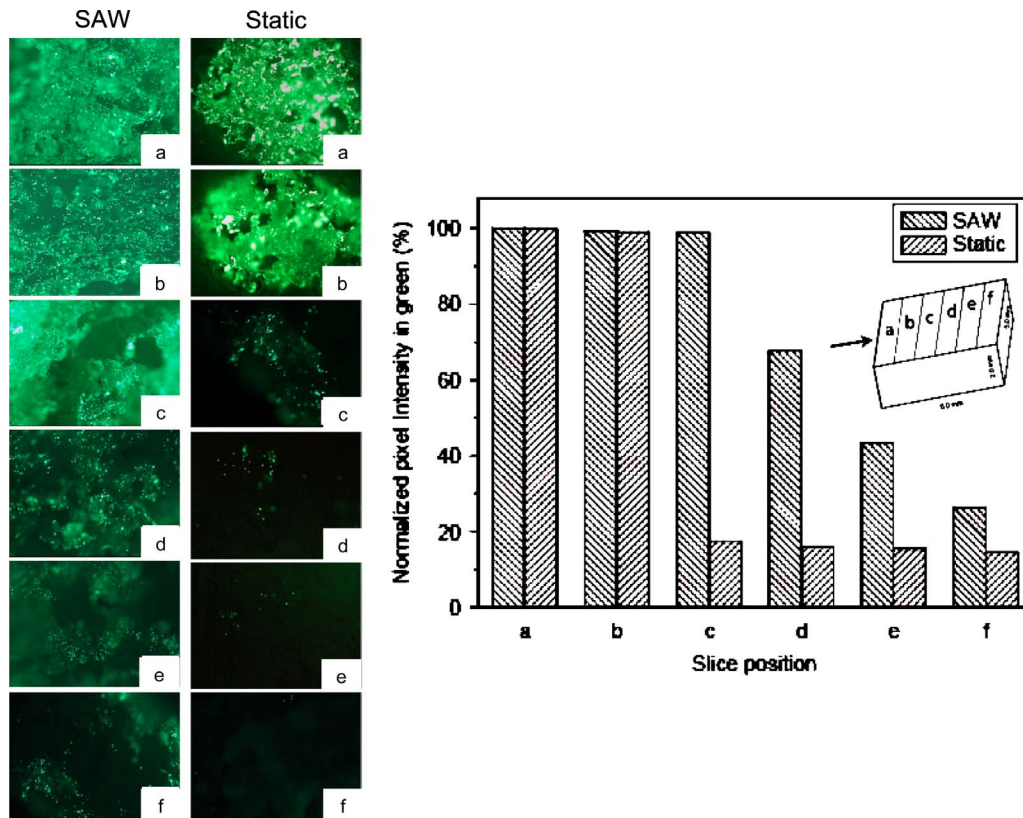 SAW Static
a a
b b
c c
d d
e e
f f
Normalized pixel Intensity in green (%)
100
80
60
40
20
0
a b c d e f
Slice position
SAW
Static
a b c d e f